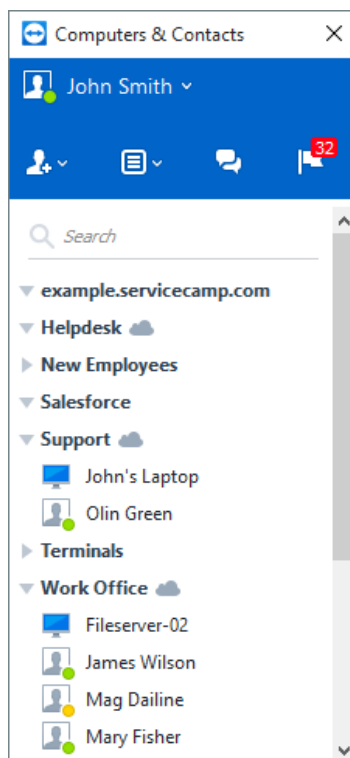 Computers & Contacts
John Smith
32
Search
example.servicecamp.com
Helpdesk
New Employees
Salesforce
Support
John's Laptop
Olin Green
Terminals
Work Office
Fileserver-02
James Wilson
Mag Dailine
Mary Fisher